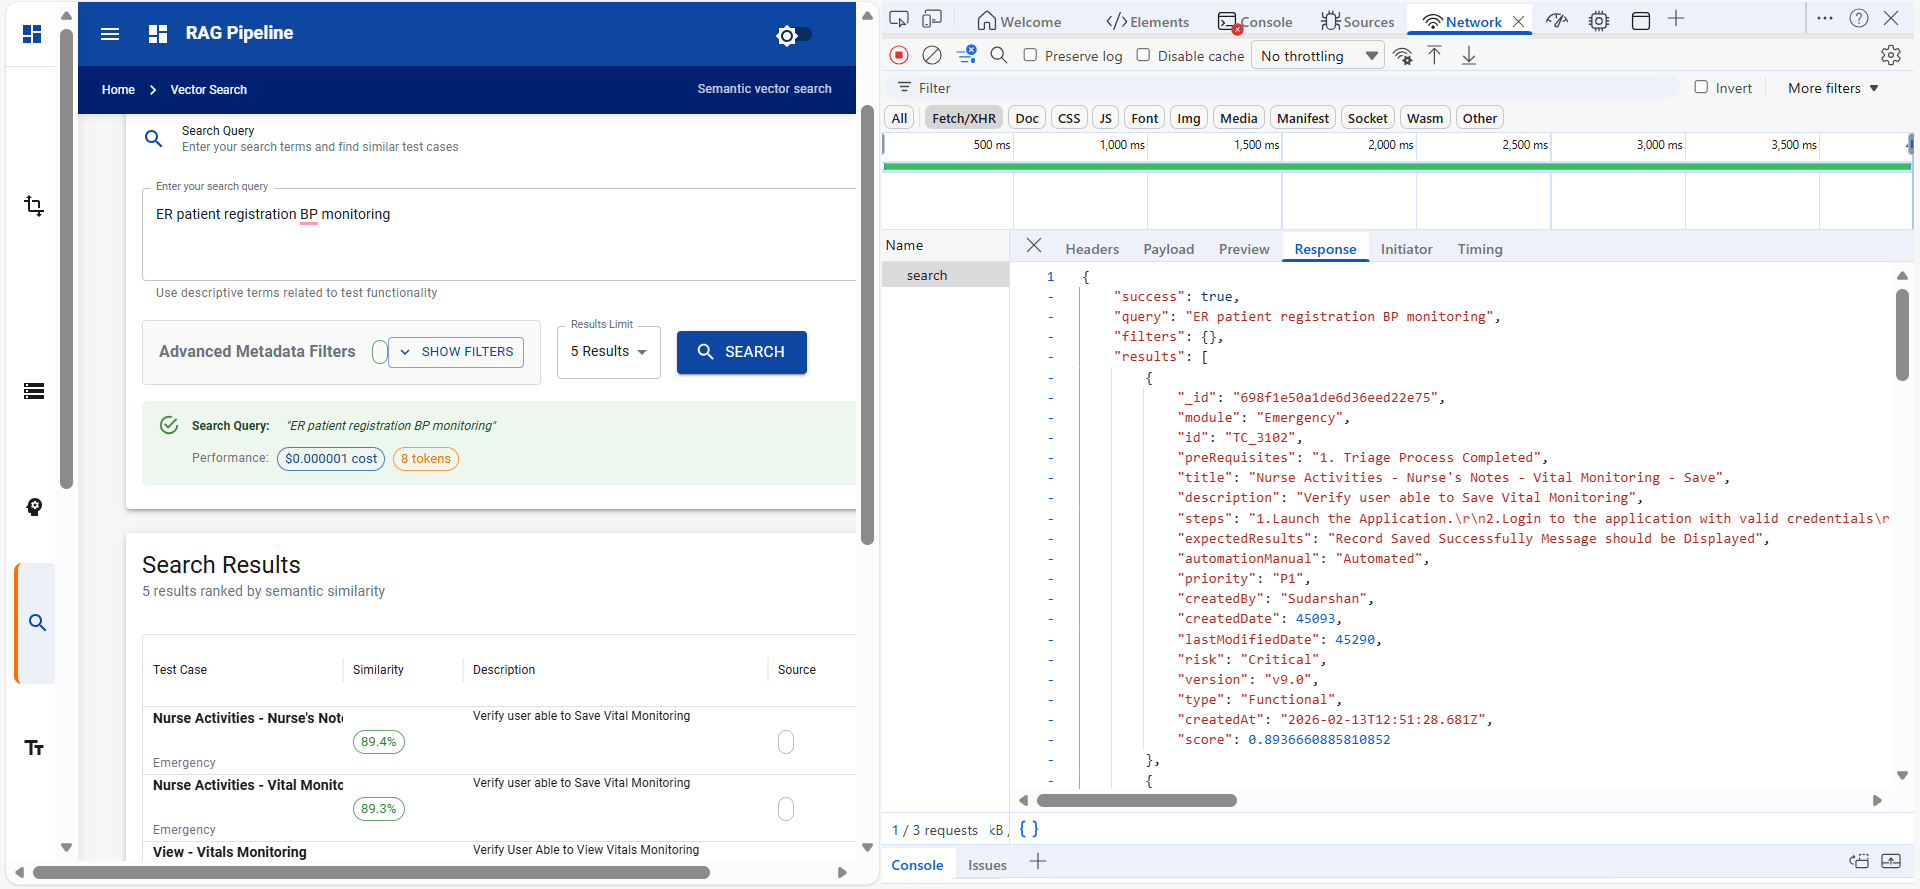 RAG Pipeline
Home > Vector Search
Semantic vector search
Search Query
Enter your search terms and find similar test cases
Enter your search query
ER patient registration BP monitoring
Use descriptive terms related to test functionality
Advanced Metadata Filters
SHOW FILTERS
Results Limit
5 Results
SEARCH
Search Query: "ER patient registration BP monitoring"
Performance: $0.000001 cost 8 tokens
Search Results
5 results ranked by semantic similarity
Test Case Similarity Description Source
Nurse Activities - Nurse's Note
Verify user able to Save Vital Monitoring
89.4%
Emergency
Nurse Activities - Vital Monito
Verify user able to Save Vital Monitoring
89.3%
Emergency
View - Vitals Monitoring
Verify User Able to View Vitals Monitoring
Welcome Elements Console Sources Network
Preserve log Disable cache No throttling
Filter Invert More filters
All Fetch/XHR Doc CSS JS Font Img Media Manifest Socket Wasm Other
500 ms 1,000 ms 1,500 ms 2,000 ms 2,500 ms 3,000 ms 3,500 ms
Name
search
Headers Payload Preview Response Initiator Timing
1 {
- "success": true,
- "query": "ER patient registration BP monitoring",
- "filters": {},
- "results": [
- {
- "_id": "698f1e50a1de6d36eed22e75",
- "module": "Emergency",
- "id": "TC_3102",
- "preRequisites": "1. Triage Process Completed",
- "title": "Nurse Activities - Nurse's Notes - Vital Monitoring - Save",
- "description": "Verify user able to Save Vital Monitoring",
- "steps": "1.Launch the Application.\r\n2.Login to the application with valid credentials\r
- "expectedResults": "Record Saved Successfully Message should be Displayed",
- "automationManual": "Automated",
- "priority": "P1",
- "createdBy": "Sudarshan",
- "createdDate": 45093,
- "lastModifiedDate": 45290,
- "risk": "Critical",
- "version": "v9.0",
- "type": "Functional",
- "createdAt": "2026-02-13T12:51:28.681Z",
- "score": 0.8936660885810852
- },
- {
1 / 3 requests kB { }
Console Issues